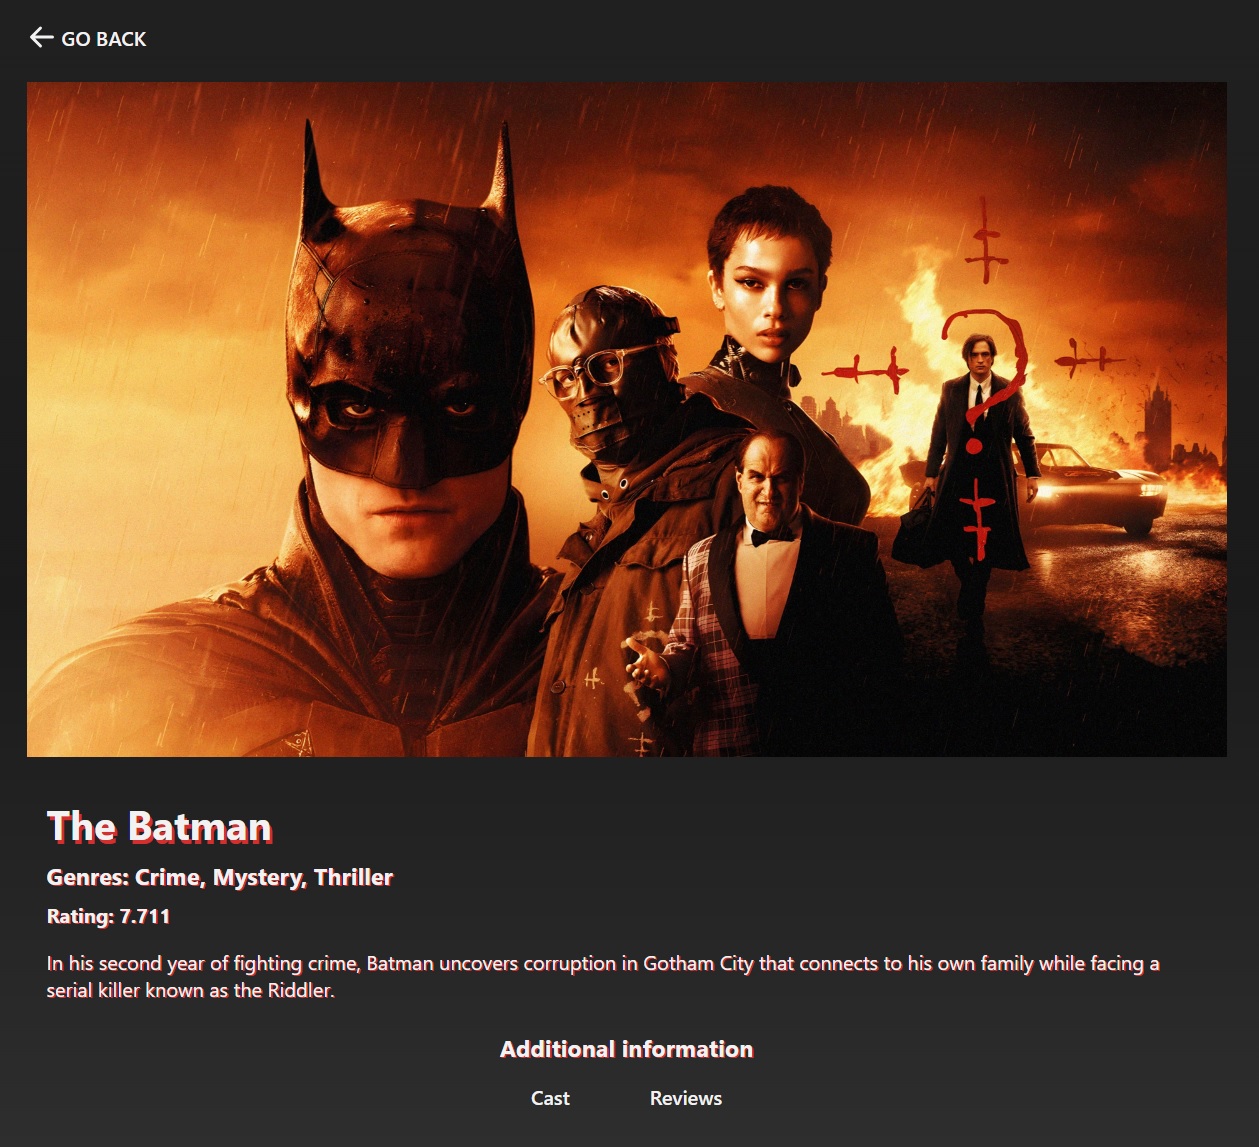 GO BACK
The Batman
Genres: Crime, Mystery, Thriller
Rating: 7.711
In his second year of fighting crime, Batman uncovers corruption in Gotham City that connects to his own family while facing a
serial killer known as the Riddler.
Additional information
Cast Reviews